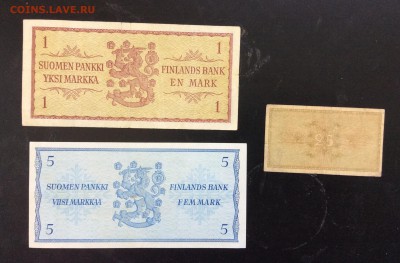 COINS.LAW.RU
1 1
SUOMEN PANKKI FINLANDS BANK
YKSI MARKKA EN MARK
1 1
5 5
SUOMEN PANKKI FINLANDS BANK
VIISI MARKKAA FEM MARK
5 5